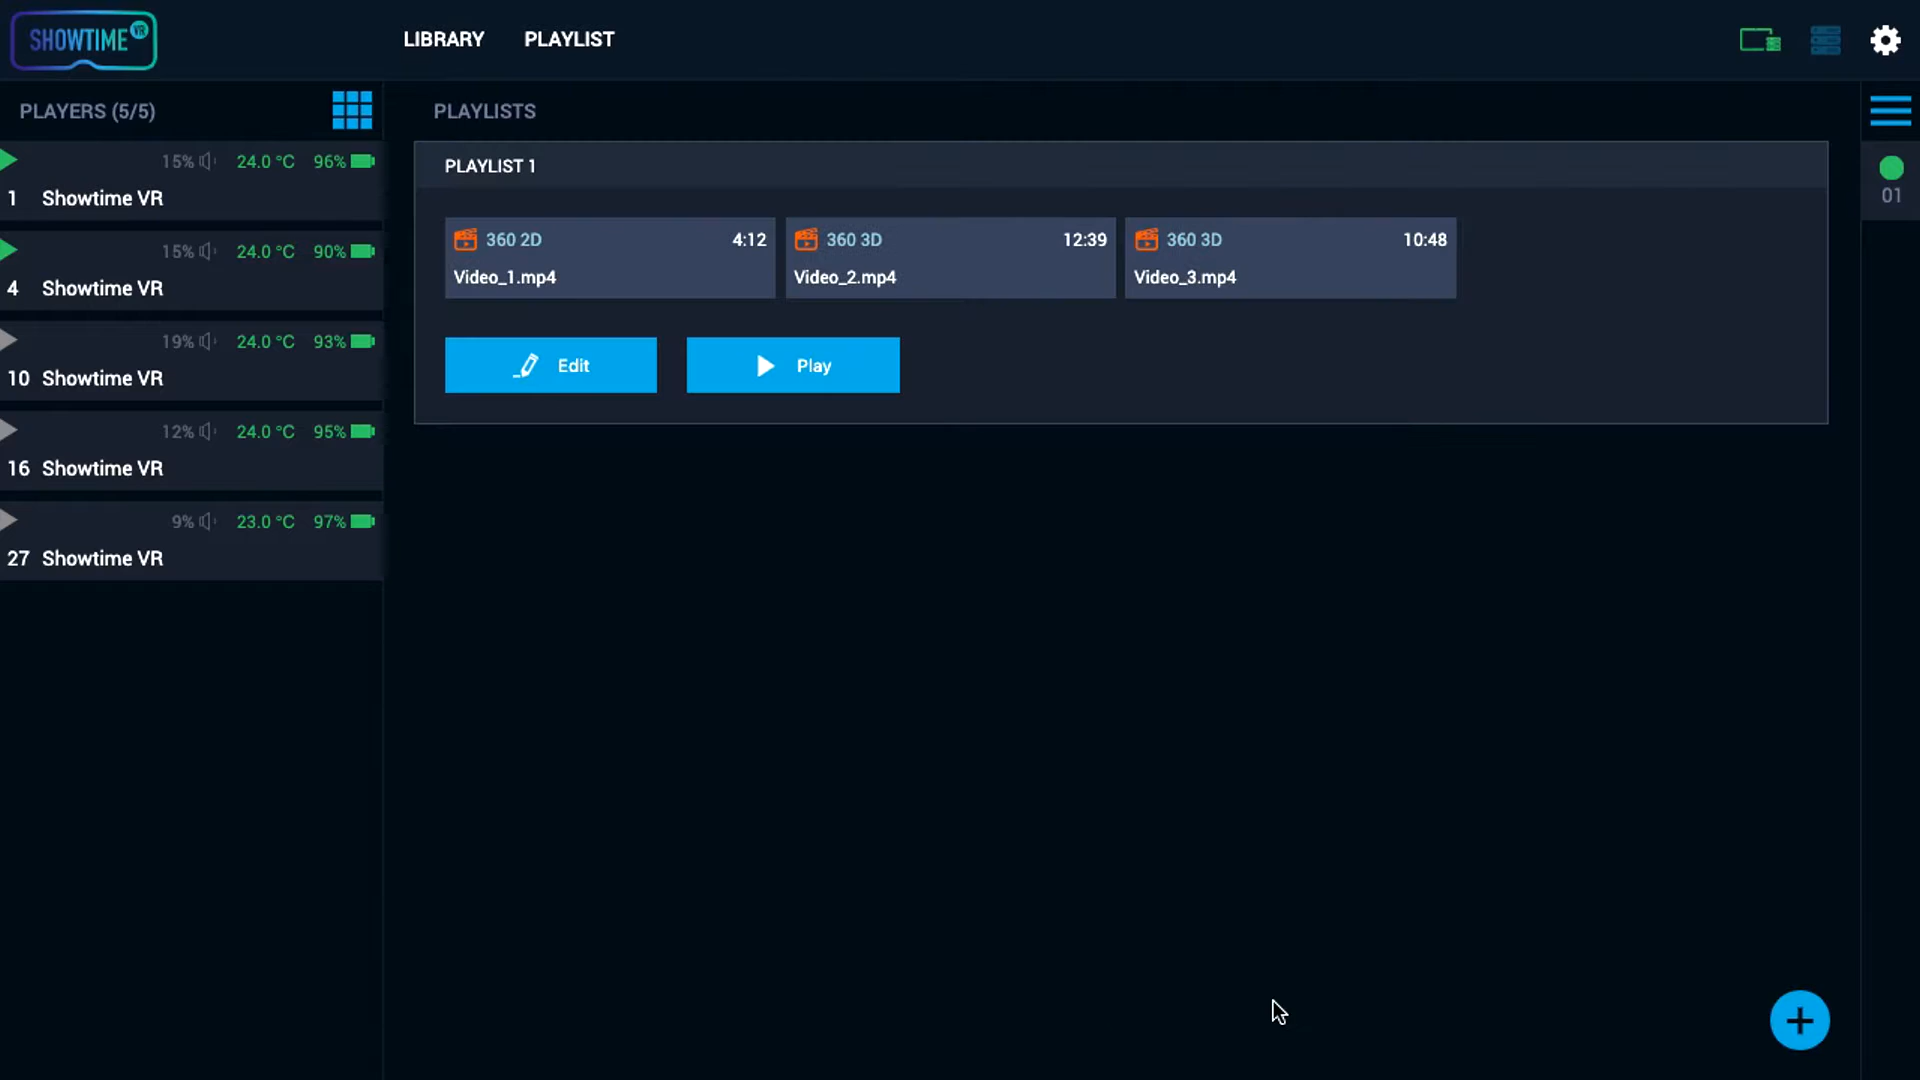 SHOWTIME VR
LIBRARY PLAYLIST
PLAYERS (5/5)
15% 24.0 °C 96%
1 Showtime VR
15% 24.0 °C 90%
4 Showtime VR
19% 24.0 °C 93%
10 Showtime VR
12% 24.0 °C 95%
16 Showtime VR
9% 23.0 °C 97%
27 Showtime VR
PLAYLISTS
PLAYLIST 1
360 2D 4:12
Video_1.mp4
360 3D 12:39
Video_2.mp4
360 3D 10:48
Video_3.mp4
Edit
Play
01